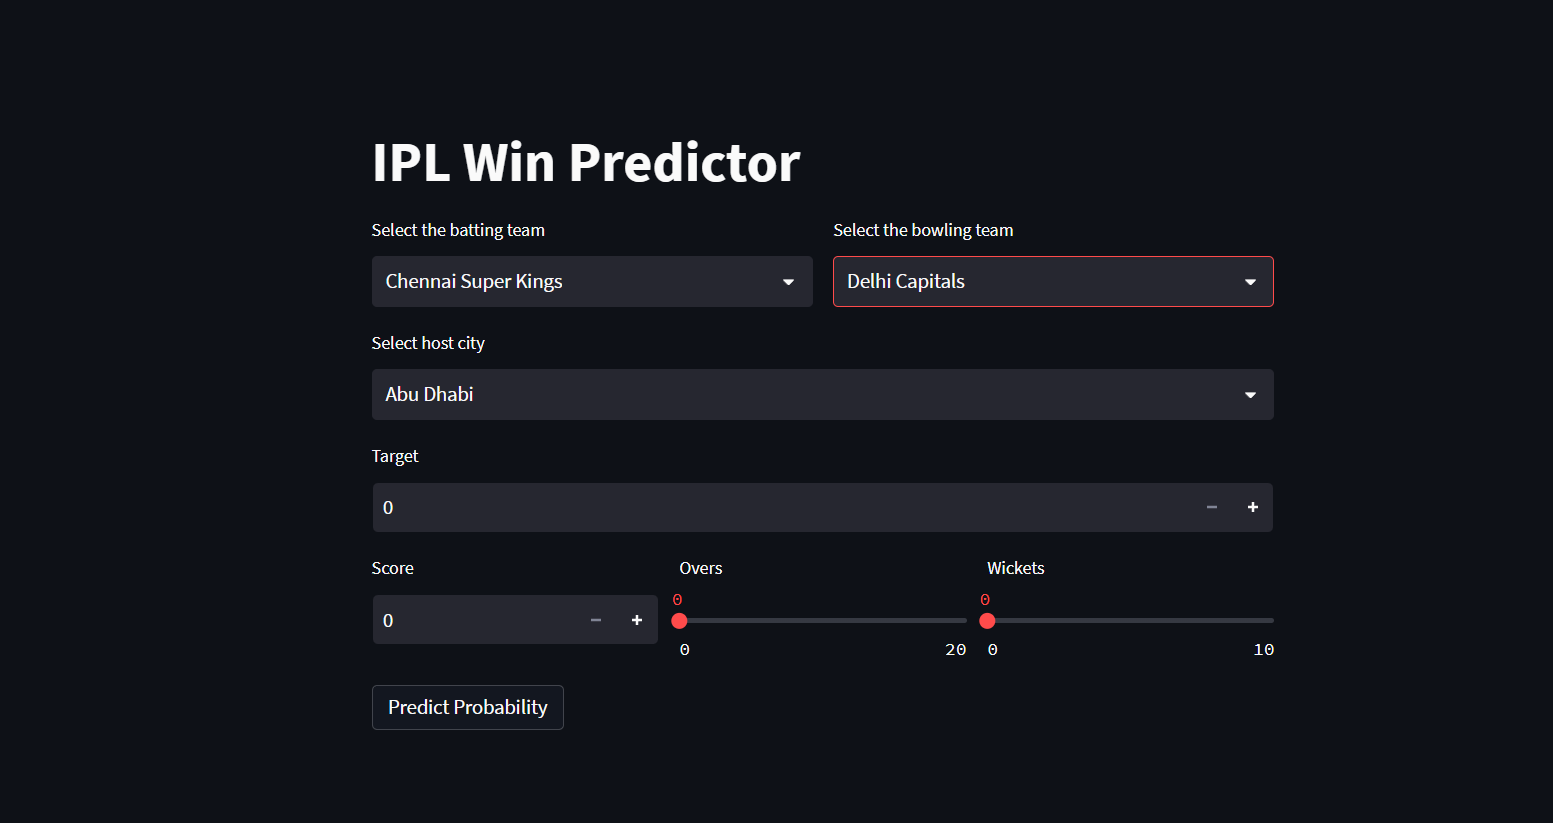 IPL Win Predictor
Select the batting team
Select the bowling team
Chennai Super Kings
Delhi Capitals
Select host city
Abu Dhabi
Target
0
Score
Overs
Wickets
0
0
0
0
20
0
10
Predict Probability